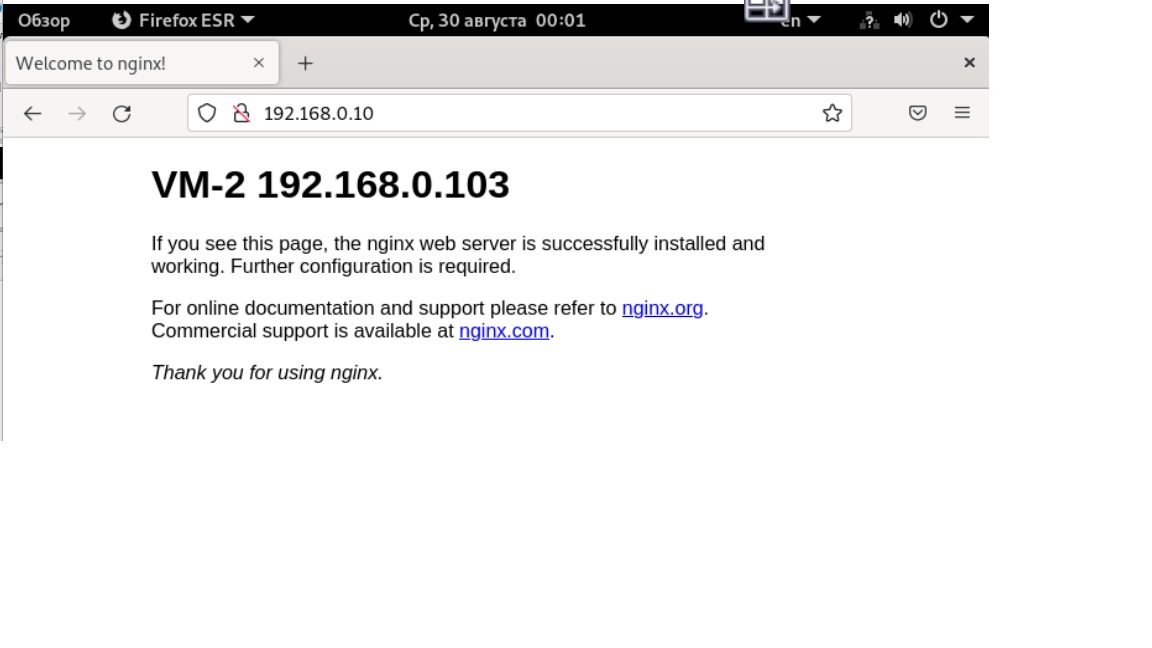 Обзор Firefox ESR Ср, 30 августа 00:01 en
Welcome to nginx!
192.168.0.10
VM-2 192.168.0.103
If you see this page, the nginx web server is successfully installed and
working. Further configuration is required.
For online documentation and support please refer to nginx.org.
Commercial support is available at nginx.com.
Thank you for using nginx.